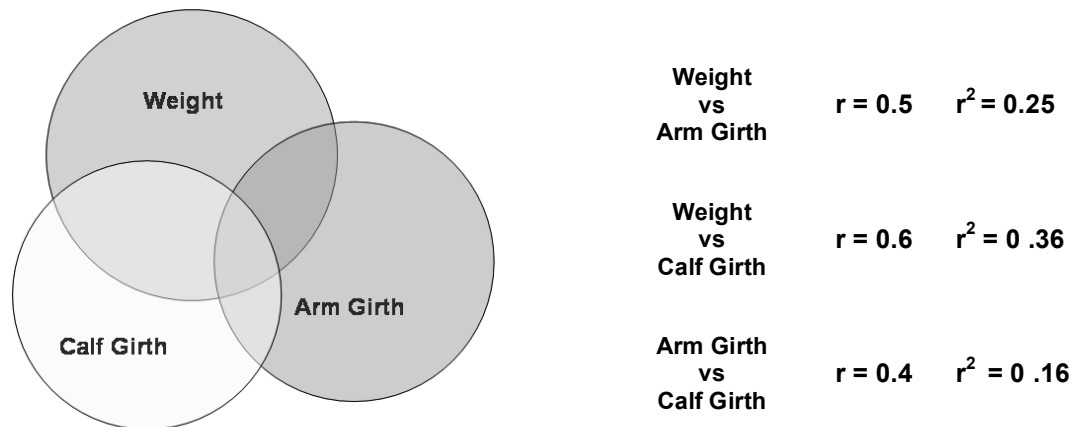 Weight
Arm Girth
Calf Girth
Weight
vs
Arm Girth
r = 0.5 r² = 0.25
Weight
vs
Calf Girth
r = 0.6 r² = 0 .36
Arm Girth
vs
Calf Girth
r = 0.4 r² = 0 .16